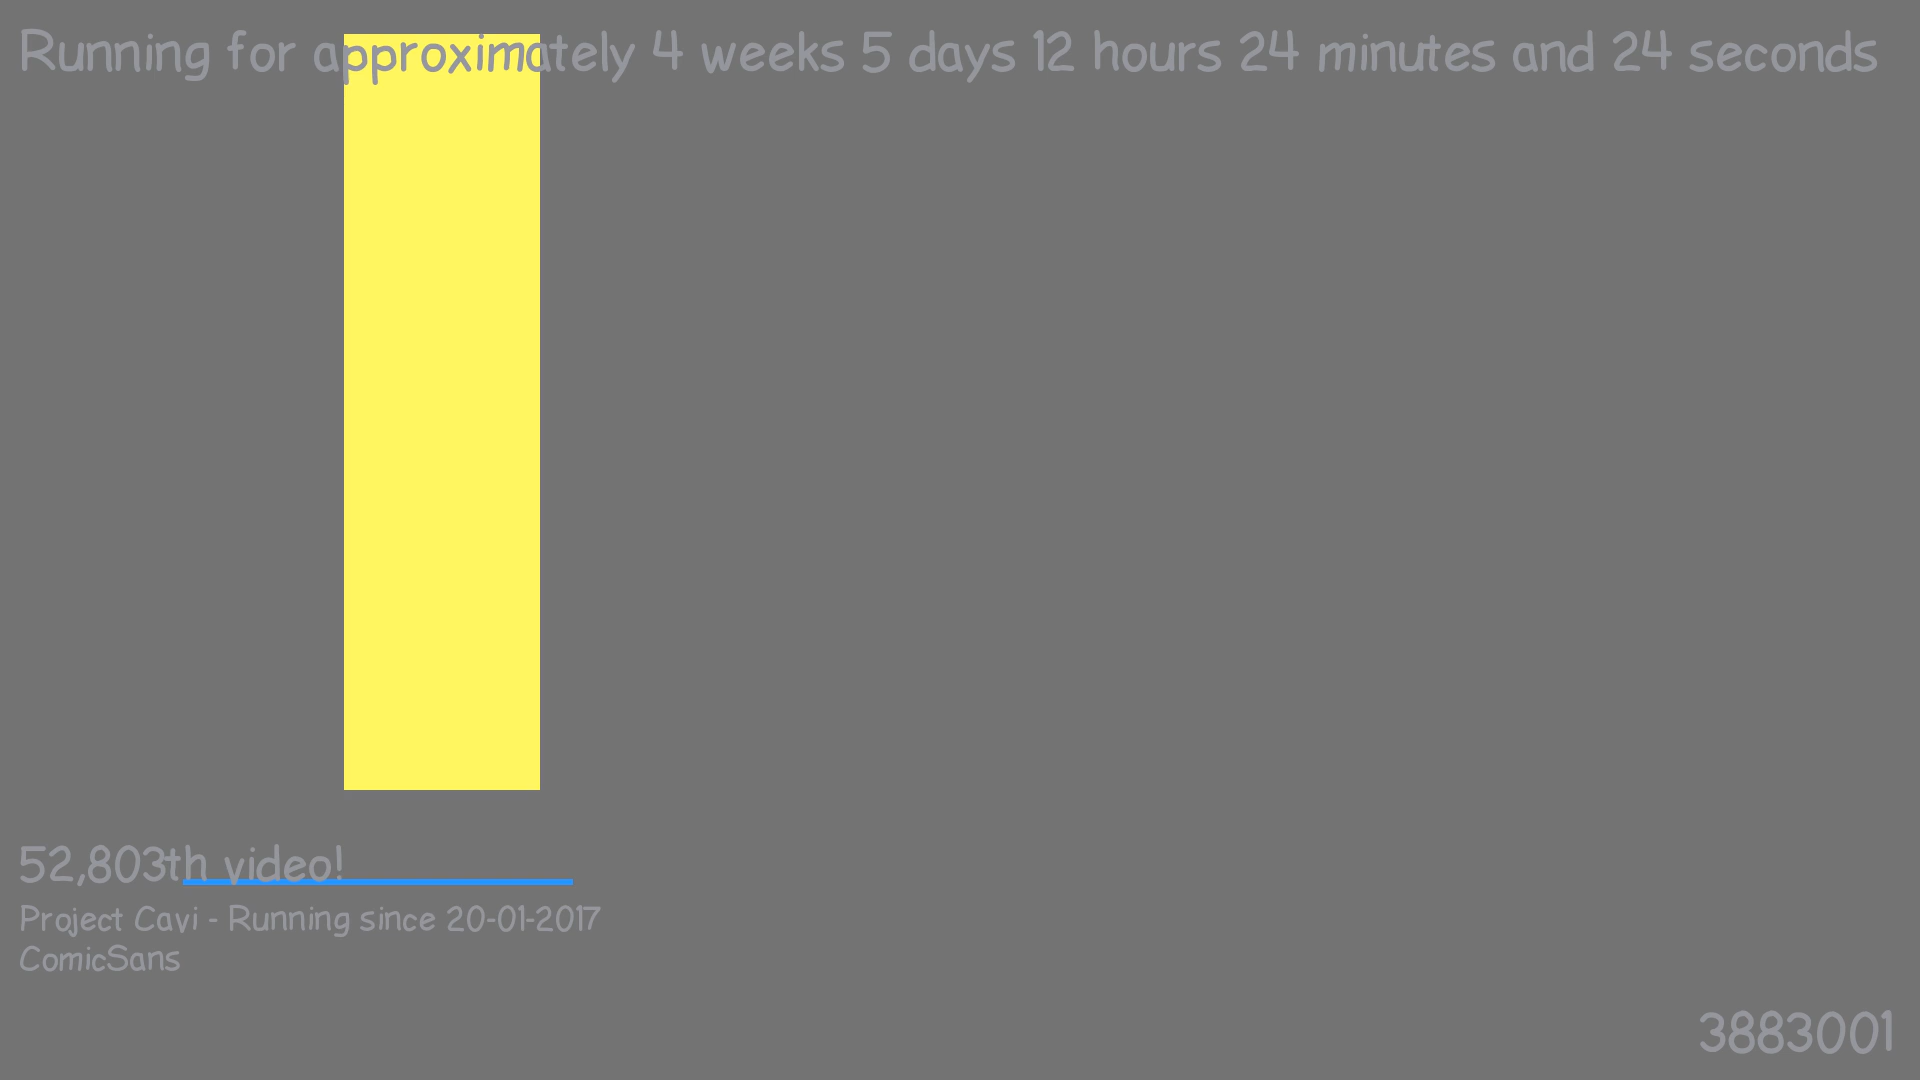 Running for approximately 4 weeks 5 days 12 hours 24 minutes and 24 seconds
52,803th video!
Project Cavi - Running since 20-01-2017
ComicSans
3883001